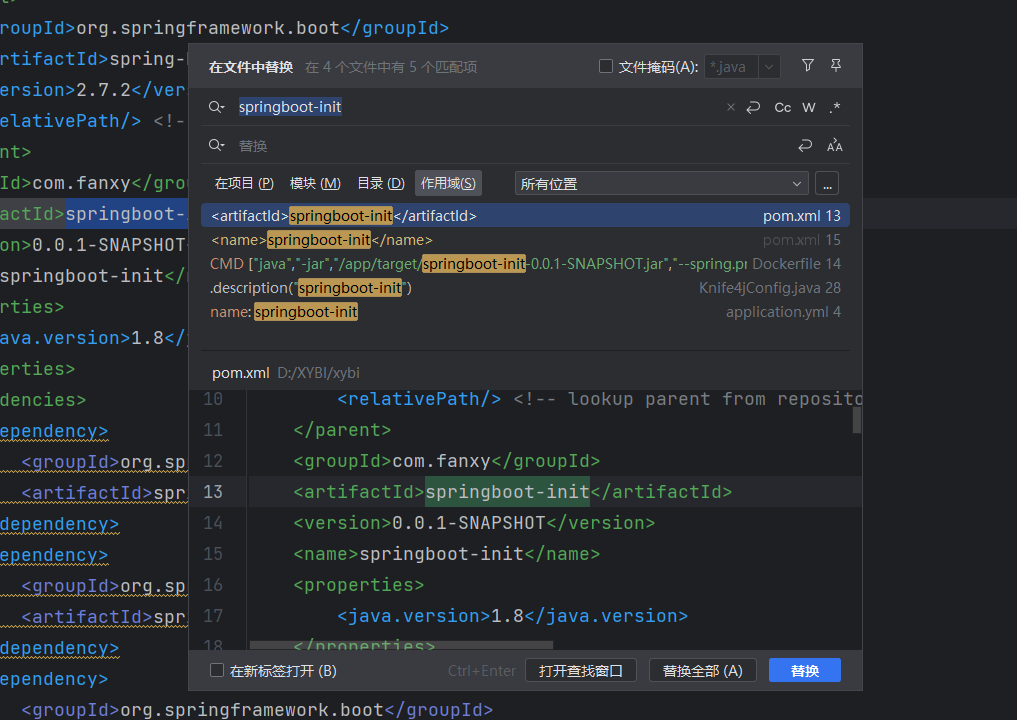 roupId>org.springframework.boot</groupId>
rtifactId>spring-
ersion>2.7.2</ver
elativePath/> <!-
nt>
Id>com.fanxy</grou
actId>springboot-
on>0.0.1-SNAPSHOT
springboot-init</
rties>
ava.version>1.8</
erties>
dencies>
ependency>
<groupId>org.sp
<artifactId>spr
dependency>
ependency>
<groupId>org.sp
<artifactId>spr
dependency>
ependency>
<groupId>org.springframework.boot</groupId>
在文件中替换 在 4 个文件中有 5 个匹配项 文件掩码(A): *.java
springboot-init × Cc W .*
替换
在项目 (P) 模块 (M) 目录 (D) 作用域(S) 所有位置 ...
<artifactId>springboot-init</artifactId> pom.xml 13
<name>springboot-init</name> pom.xml 15
CMD ["java","-jar","/app/target/springboot-init-0.0.1-SNAPSHOT.jar","--spring.pr Dockerfile 14
.description("springboot-init") Knife4jConfig.java 28
name: springboot-init application.yml 4
pom.xml D:/XYBI/xybi
10 <relativePath/> <!-- lookup parent from reposito
11 </parent>
12 <groupId>com.fanxy</groupId>
13 <artifactId>springboot-init</artifactId>
14 <version>0.0.1-SNAPSHOT</version>
15 <name>springboot-init</name>
16 <properties>
17 <java.version>1.8</java.version>
18 </properties>
在新标签打开 (B) Ctrl+Enter 打开查找窗口 替换全部 (A) 替换